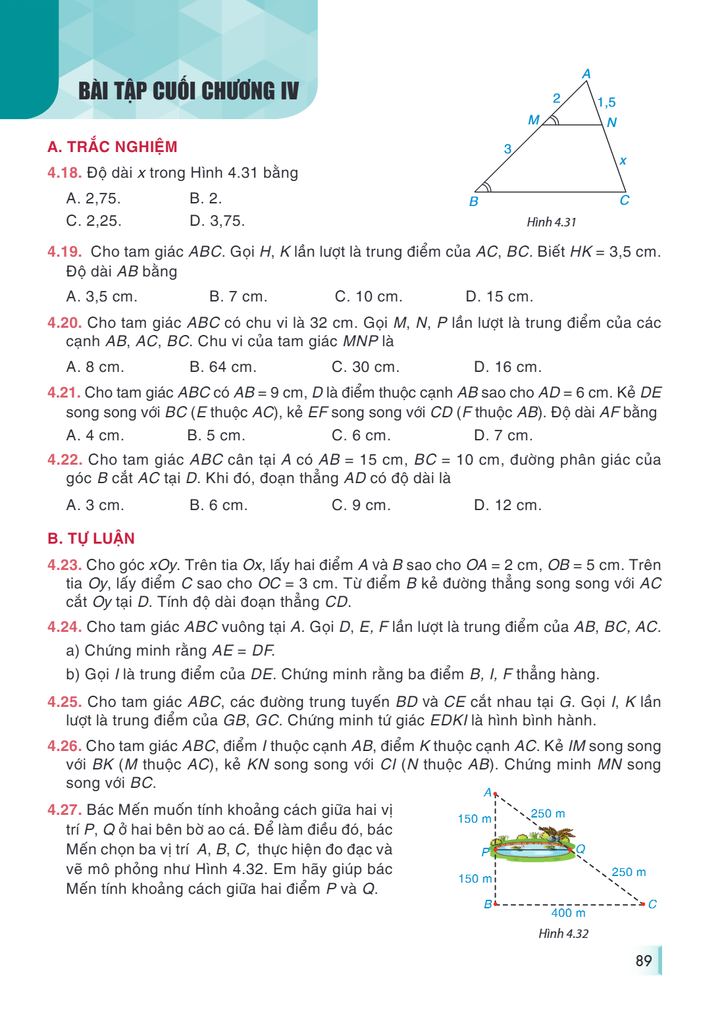 BÀI TẬP CUỐI CHƯƠNG IV
A. TRẮC NGHIỆM
4.18. Độ dài x trong Hình 4.31 bằng
A. 2,75. B. 2.
C. 2,25. D. 3,75.
A
2
1,5
M
N
3
x
B
C
Hình 4.31
4.19. Cho tam giác ABC. Gọi H, K lần lượt là trung điểm của AC, BC. Biết HK = 3,5 cm.
Độ dài AB bằng
A. 3,5 cm. B. 7 cm. C. 10 cm. D. 15 cm.
4.20. Cho tam giác ABC có chu vi là 32 cm. Gọi M, N, P lần lượt là trung điểm của các
cạnh AB, AC, BC. Chu vi của tam giác MNP là
A. 8 cm. B. 64 cm. C. 30 cm. D. 16 cm.
4.21. Cho tam giác ABC có AB = 9 cm, D là điểm thuộc cạnh AB sao cho AD = 6 cm. Kẻ DE
song song với BC (E thuộc AC), kẻ EF song song với CD (F thuộc AB). Độ dài AF bằng
A. 4 cm. B. 5 cm. C. 6 cm. D. 7 cm.
4.22. Cho tam giác ABC cân tại A có AB = 15 cm, BC = 10 cm, đường phân giác của
góc B cắt AC tại D. Khi đó, đoạn thẳng AD có độ dài là
A. 3 cm. B. 6 cm. C. 9 cm. D. 12 cm.
B. TỰ LUẬN
4.23. Cho góc xOy. Trên tia Ox, lấy hai điểm A và B sao cho OA = 2 cm, OB = 5 cm. Trên
tia Oy, lấy điểm C sao cho OC = 3 cm. Từ điểm B kẻ đường thẳng song song với AC
cắt Oy tại D. Tính độ dài đoạn thẳng CD.
4.24. Cho tam giác ABC vuông tại A. Gọi D, E, F lần lượt là trung điểm của AB, BC, AC.
a) Chứng minh rằng AE = DF.
b) Gọi I là trung điểm của DE. Chứng minh rằng ba điểm B, I, F thẳng hàng.
4.25. Cho tam giác ABC, các đường trung tuyến BD và CE cắt nhau tại G. Gọi I, K lần
lượt là trung điểm của GB, GC. Chứng minh tứ giác EDKI là hình bình hành.
4.26. Cho tam giác ABC, điểm I thuộc cạnh AB, điểm K thuộc cạnh AC. Kẻ IM song song
với BK (M thuộc AC), kẻ KN song song với CI (N thuộc AB). Chứng minh MN song
song với BC.
4.27. Bác Mến muốn tính khoảng cách giữa hai vị
trí P, Q ở hai bên bờ ao cá. Để làm điều đó, bác
Mến chọn ba vị trí A, B, C, thực hiện đo đạc và
vẽ mô phỏng như Hình 4.32. Em hãy giúp bác
Mến tính khoảng cách giữa hai điểm P và Q.
A
150 m
250 m
P
Q
150 m
250 m
B
C
400 m
Hình 4.32
89